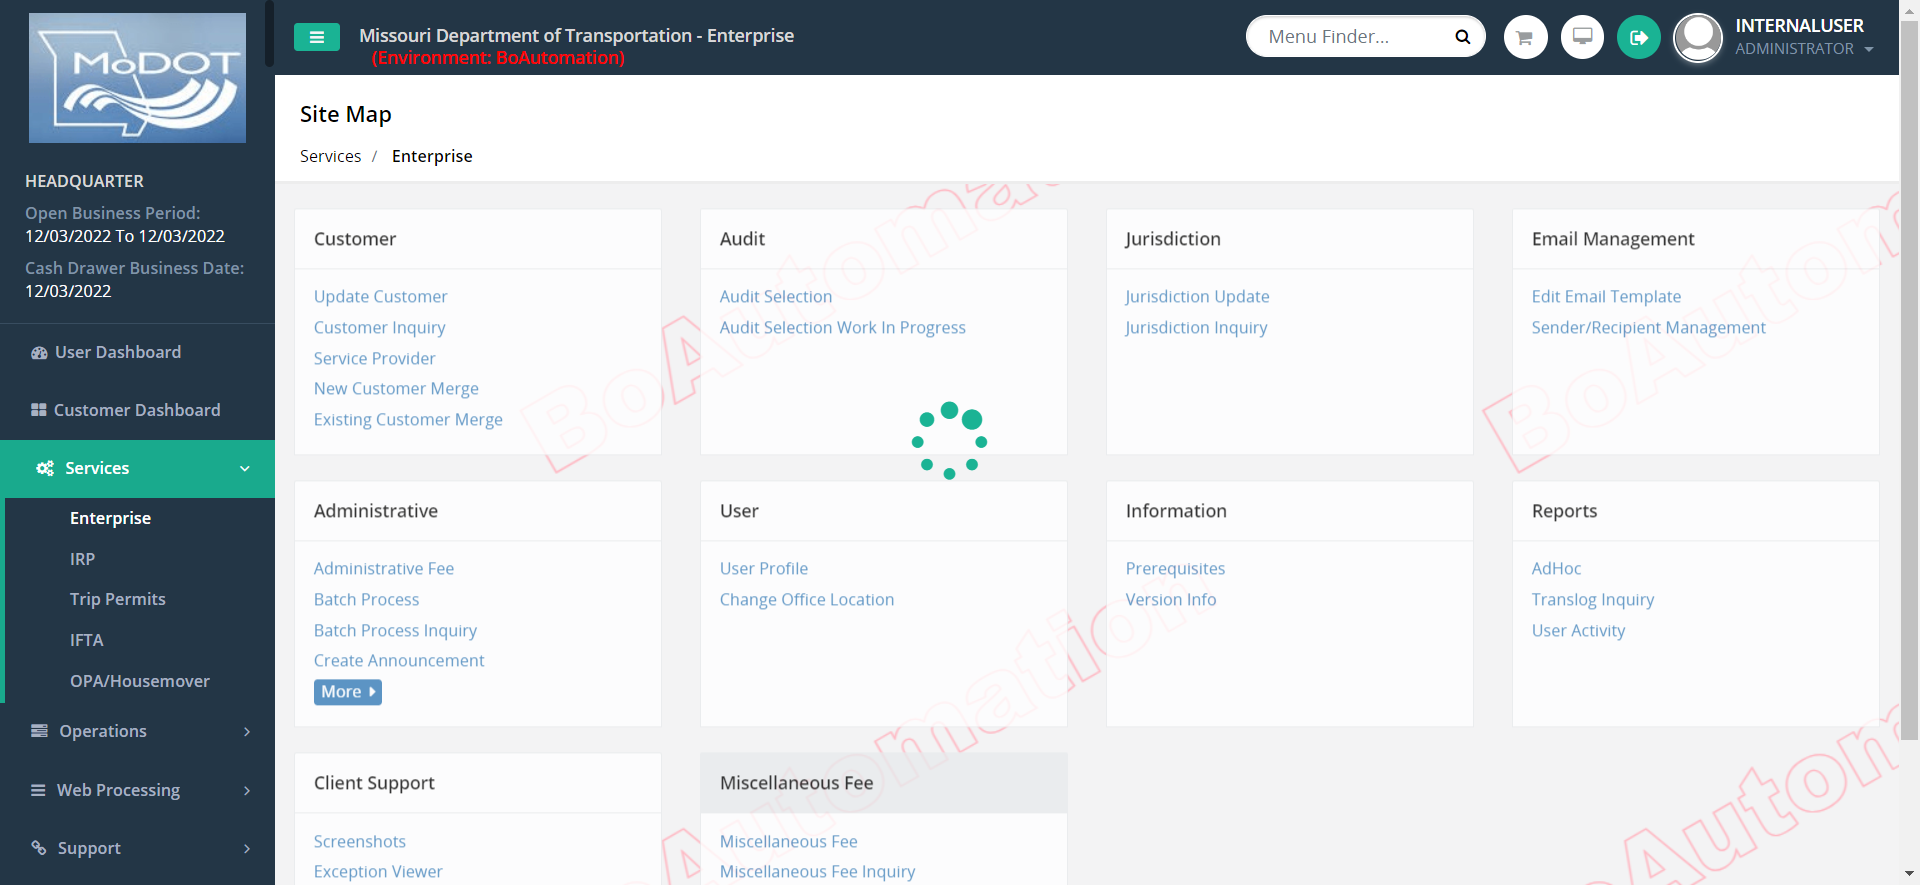 MoDOT
Missouri Department of Transportation - Enterprise
(Environment: BoAutomation)
Menu Finder...
INTERNALUSER
ADMINISTRATOR
HEADQUARTER
Open Business Period:
12/03/2022 To 12/03/2022
Cash Drawer Business Date:
12/03/2022
User Dashboard
Customer Dashboard
Services
Enterprise
IRP
Trip Permits
IFTA
OPA/Housemover
Operations
Web Processing
Support
Site Map
Services / Enterprise
Customer
Update Customer
Customer Inquiry
Service Provider
New Customer Merge
Existing Customer Merge
Audit
Audit Selection
Audit Selection Work In Progress
Jurisdiction
Jurisdiction Update
Jurisdiction Inquiry
Email Management
Edit Email Template
Sender/Recipient Management
Administrative
Administrative Fee
Batch Process
Batch Process Inquiry
Create Announcement
More
User
User Profile
Change Office Location
Information
Prerequisites
Version Info
Reports
AdHoc
Translog Inquiry
User Activity
Client Support
Screenshots
Exception Viewer
Miscellaneous Fee
Miscellaneous Fee
Miscellaneous Fee Inquiry
BoAutomation
BoAutom
BoAutomation
BoAutom